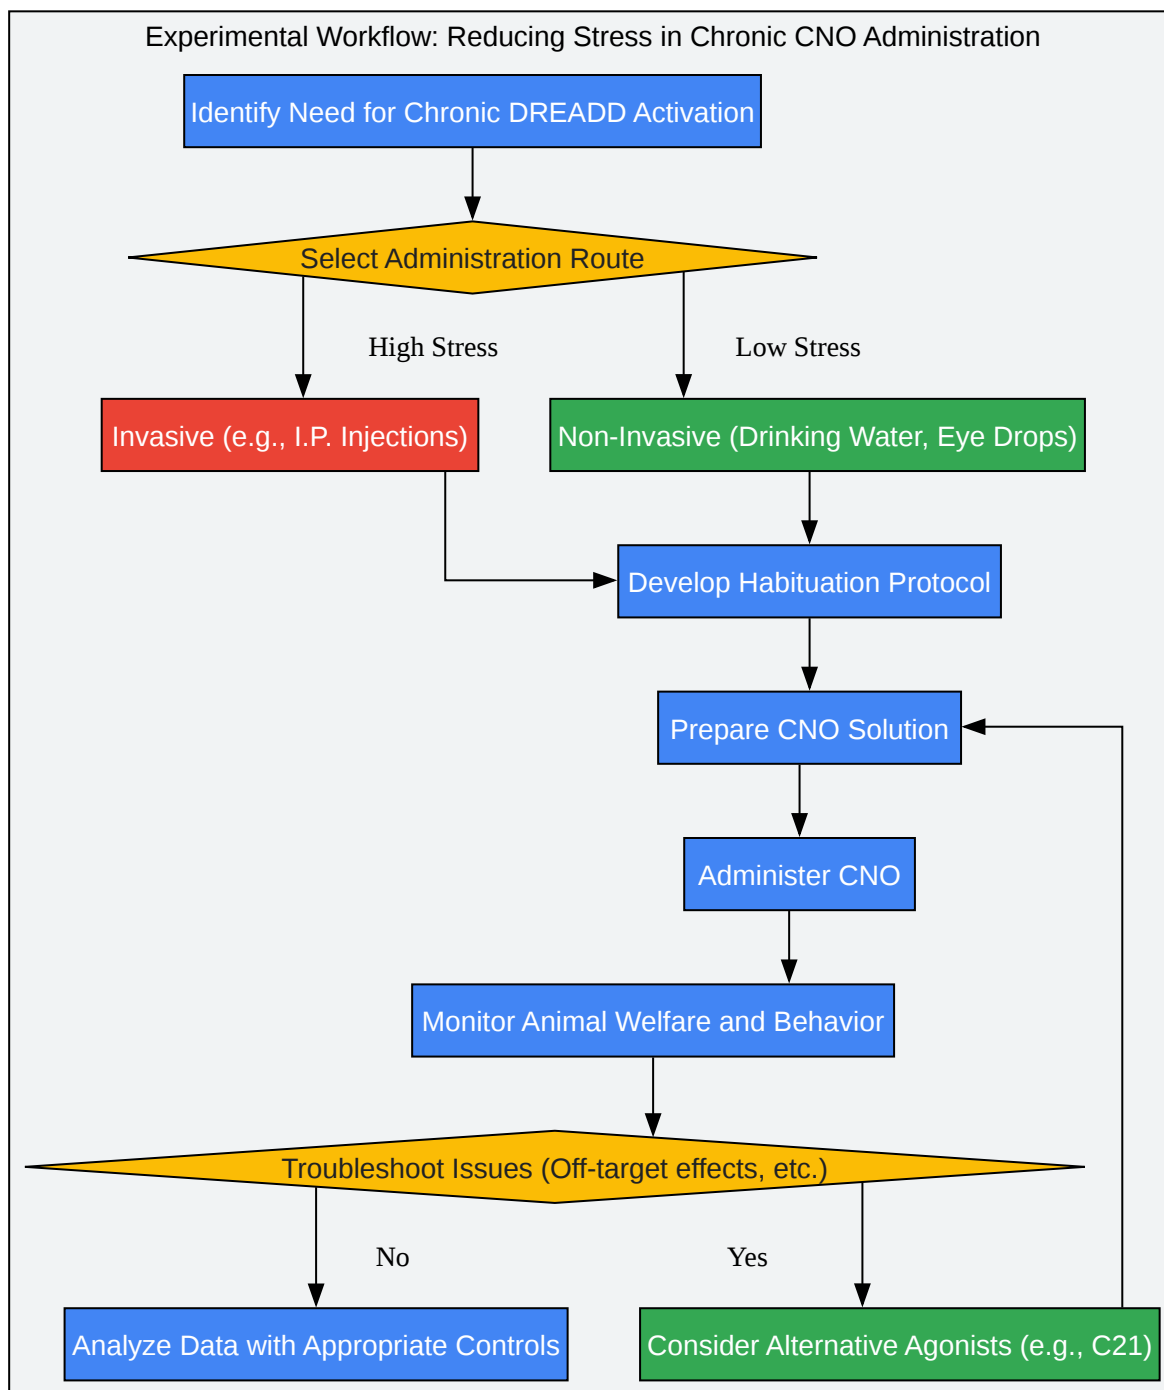 Experimental Workflow: Reducing Stress in Chronic CNO Administration
Identify Need for Chronic DREADD Activation
Select Administration Route
High Stress
Low Stress
Invasive (e.g., I.P. Injections)
Non-Invasive (Drinking Water, Eye Drops)
Develop Habituation Protocol
Prepare CNO Solution
Administer CNO
Monitor Animal Welfare and Behavior
Troubleshoot Issues (Off-target effects, etc.)
No
Yes
Analyze Data with Appropriate Controls
Consider Alternative Agonists (e.g., C21)